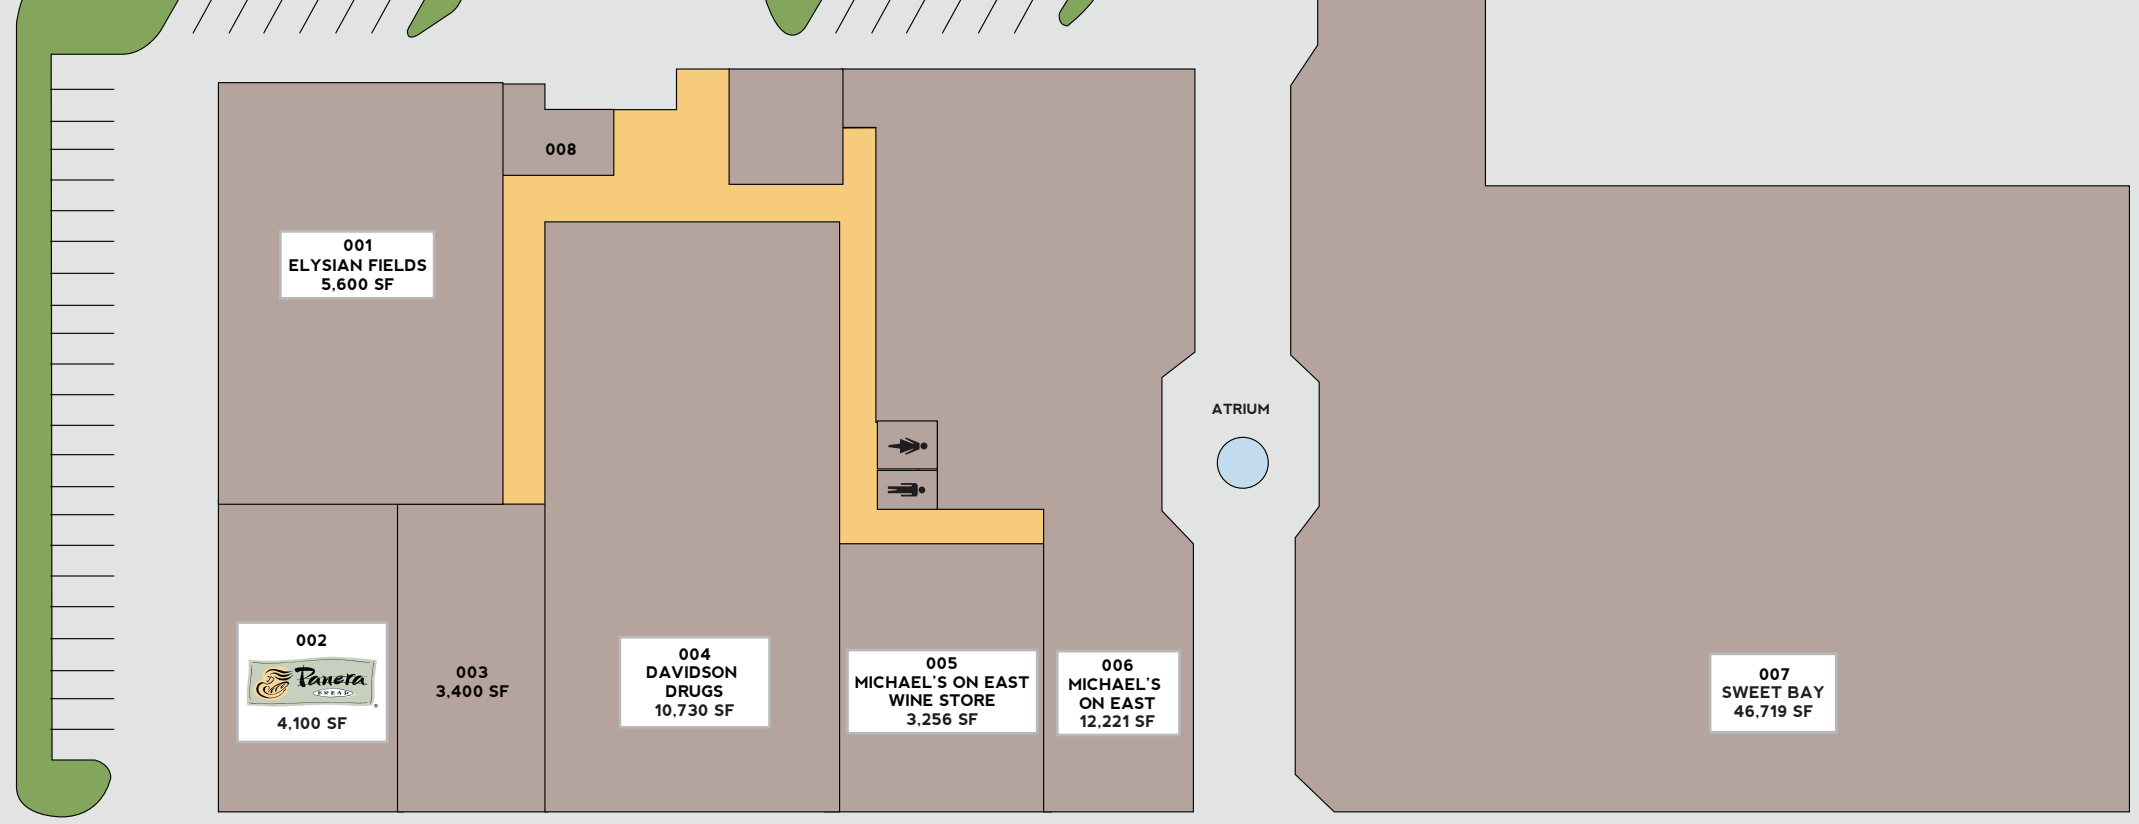 008
001
ELYSIAN FIELDS
5,600 SF
ATRIUM
002
Panera
BREAD
4,100 SF
003
3,400 SF
004
DAVIDSON
DRUGS
10,730 SF
005
MICHAEL'S ON EAST
WINE STORE
3,256 SF
006
MICHAEL'S
ON EAST
12,221 SF
007
SWEET BAY
46,719 SF